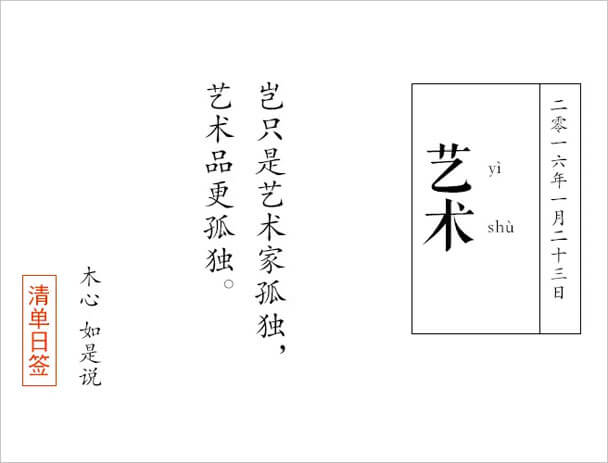 二零一六年一月二十三日
艺术
yì
shù
岂只是艺术家孤独，
艺术品更孤独。
木心 如是说
清单日签